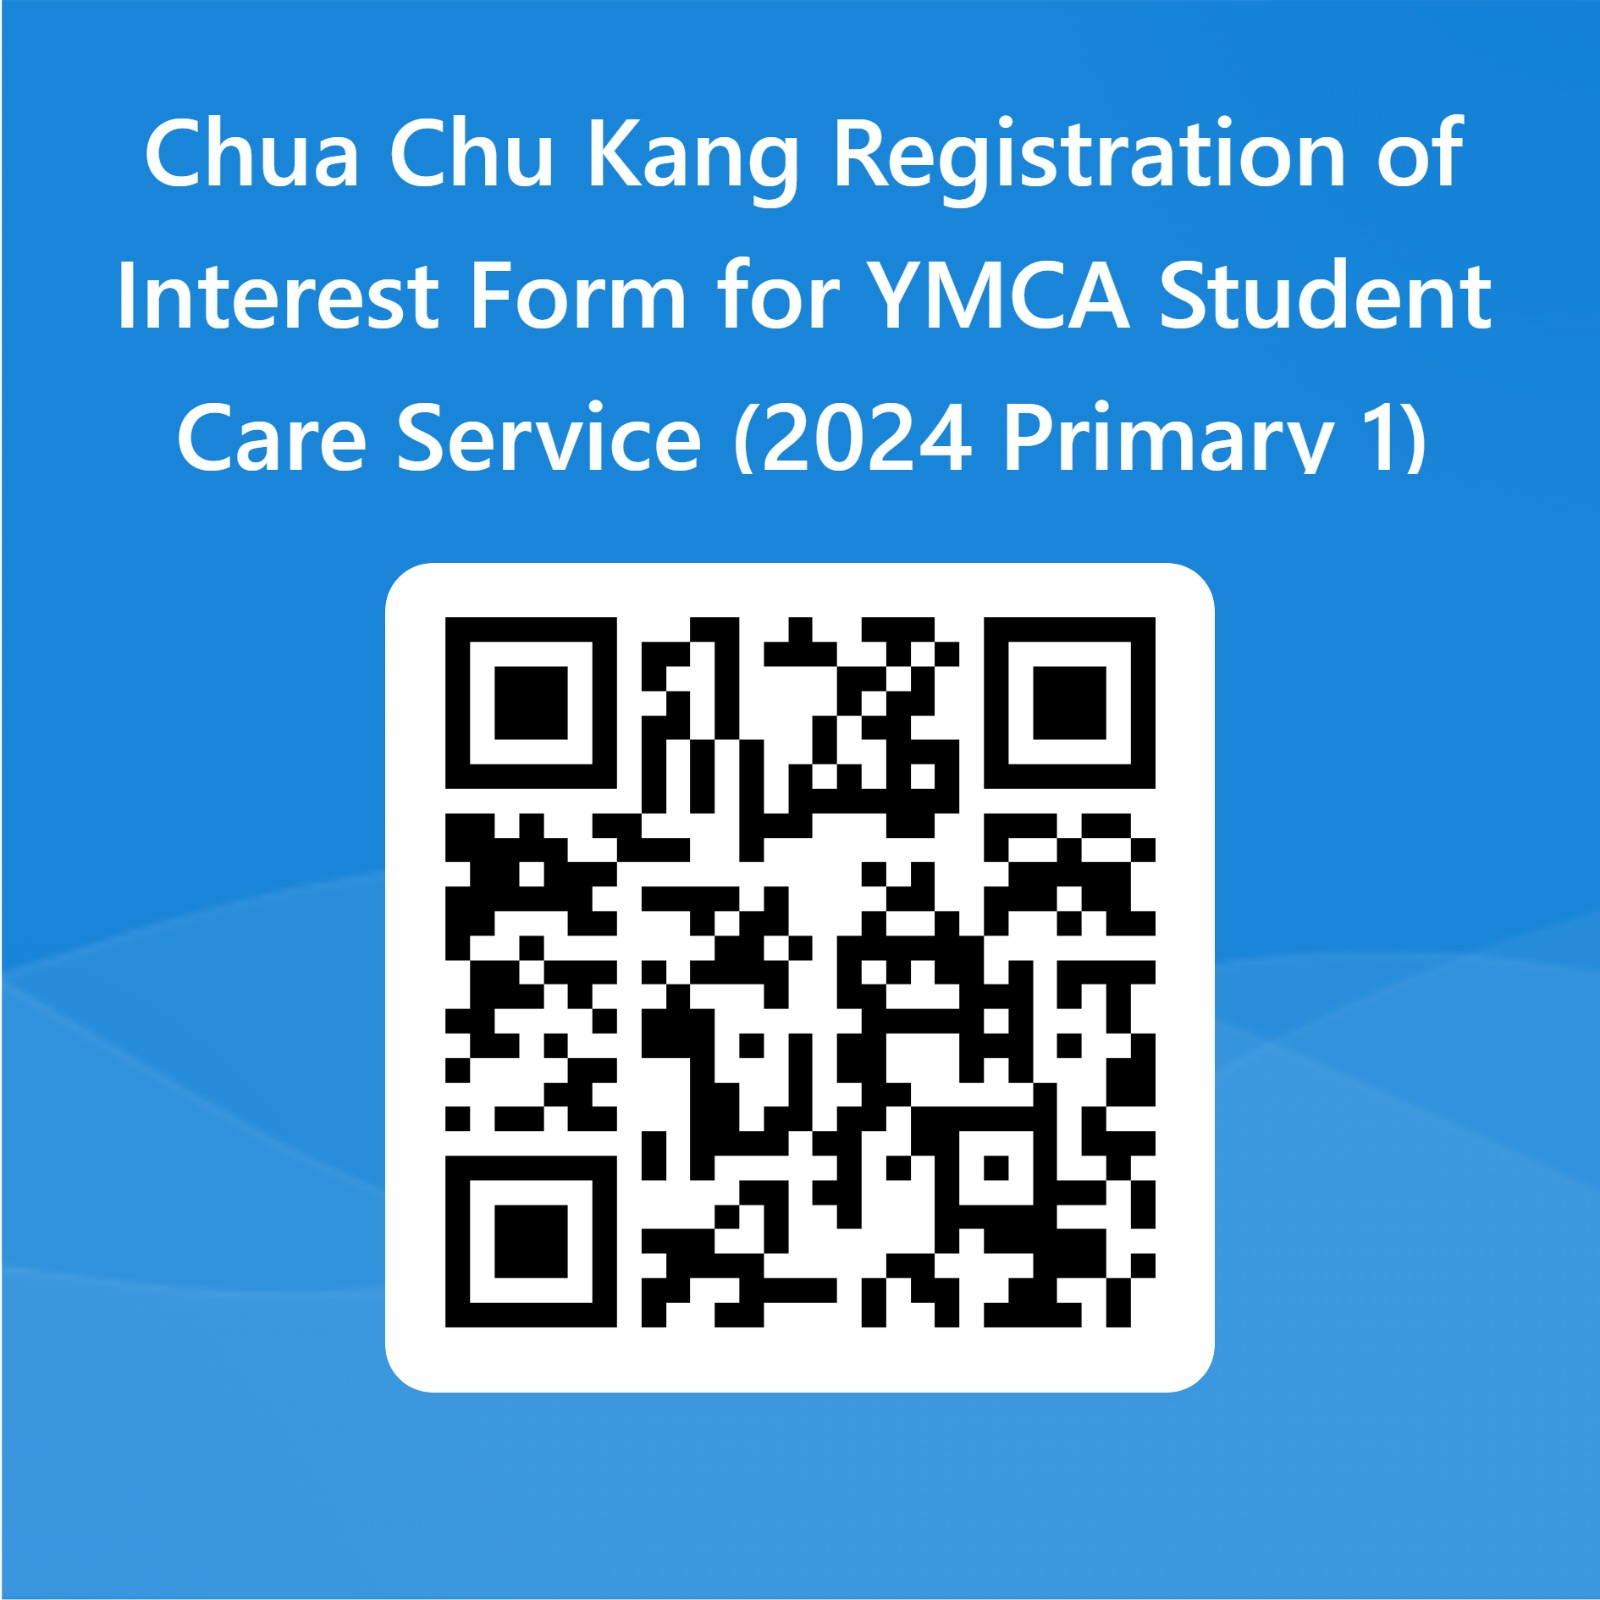 Chua Chu Kang Registration of
Interest Form for YMCA Student
Care Service (2024 Primary 1)